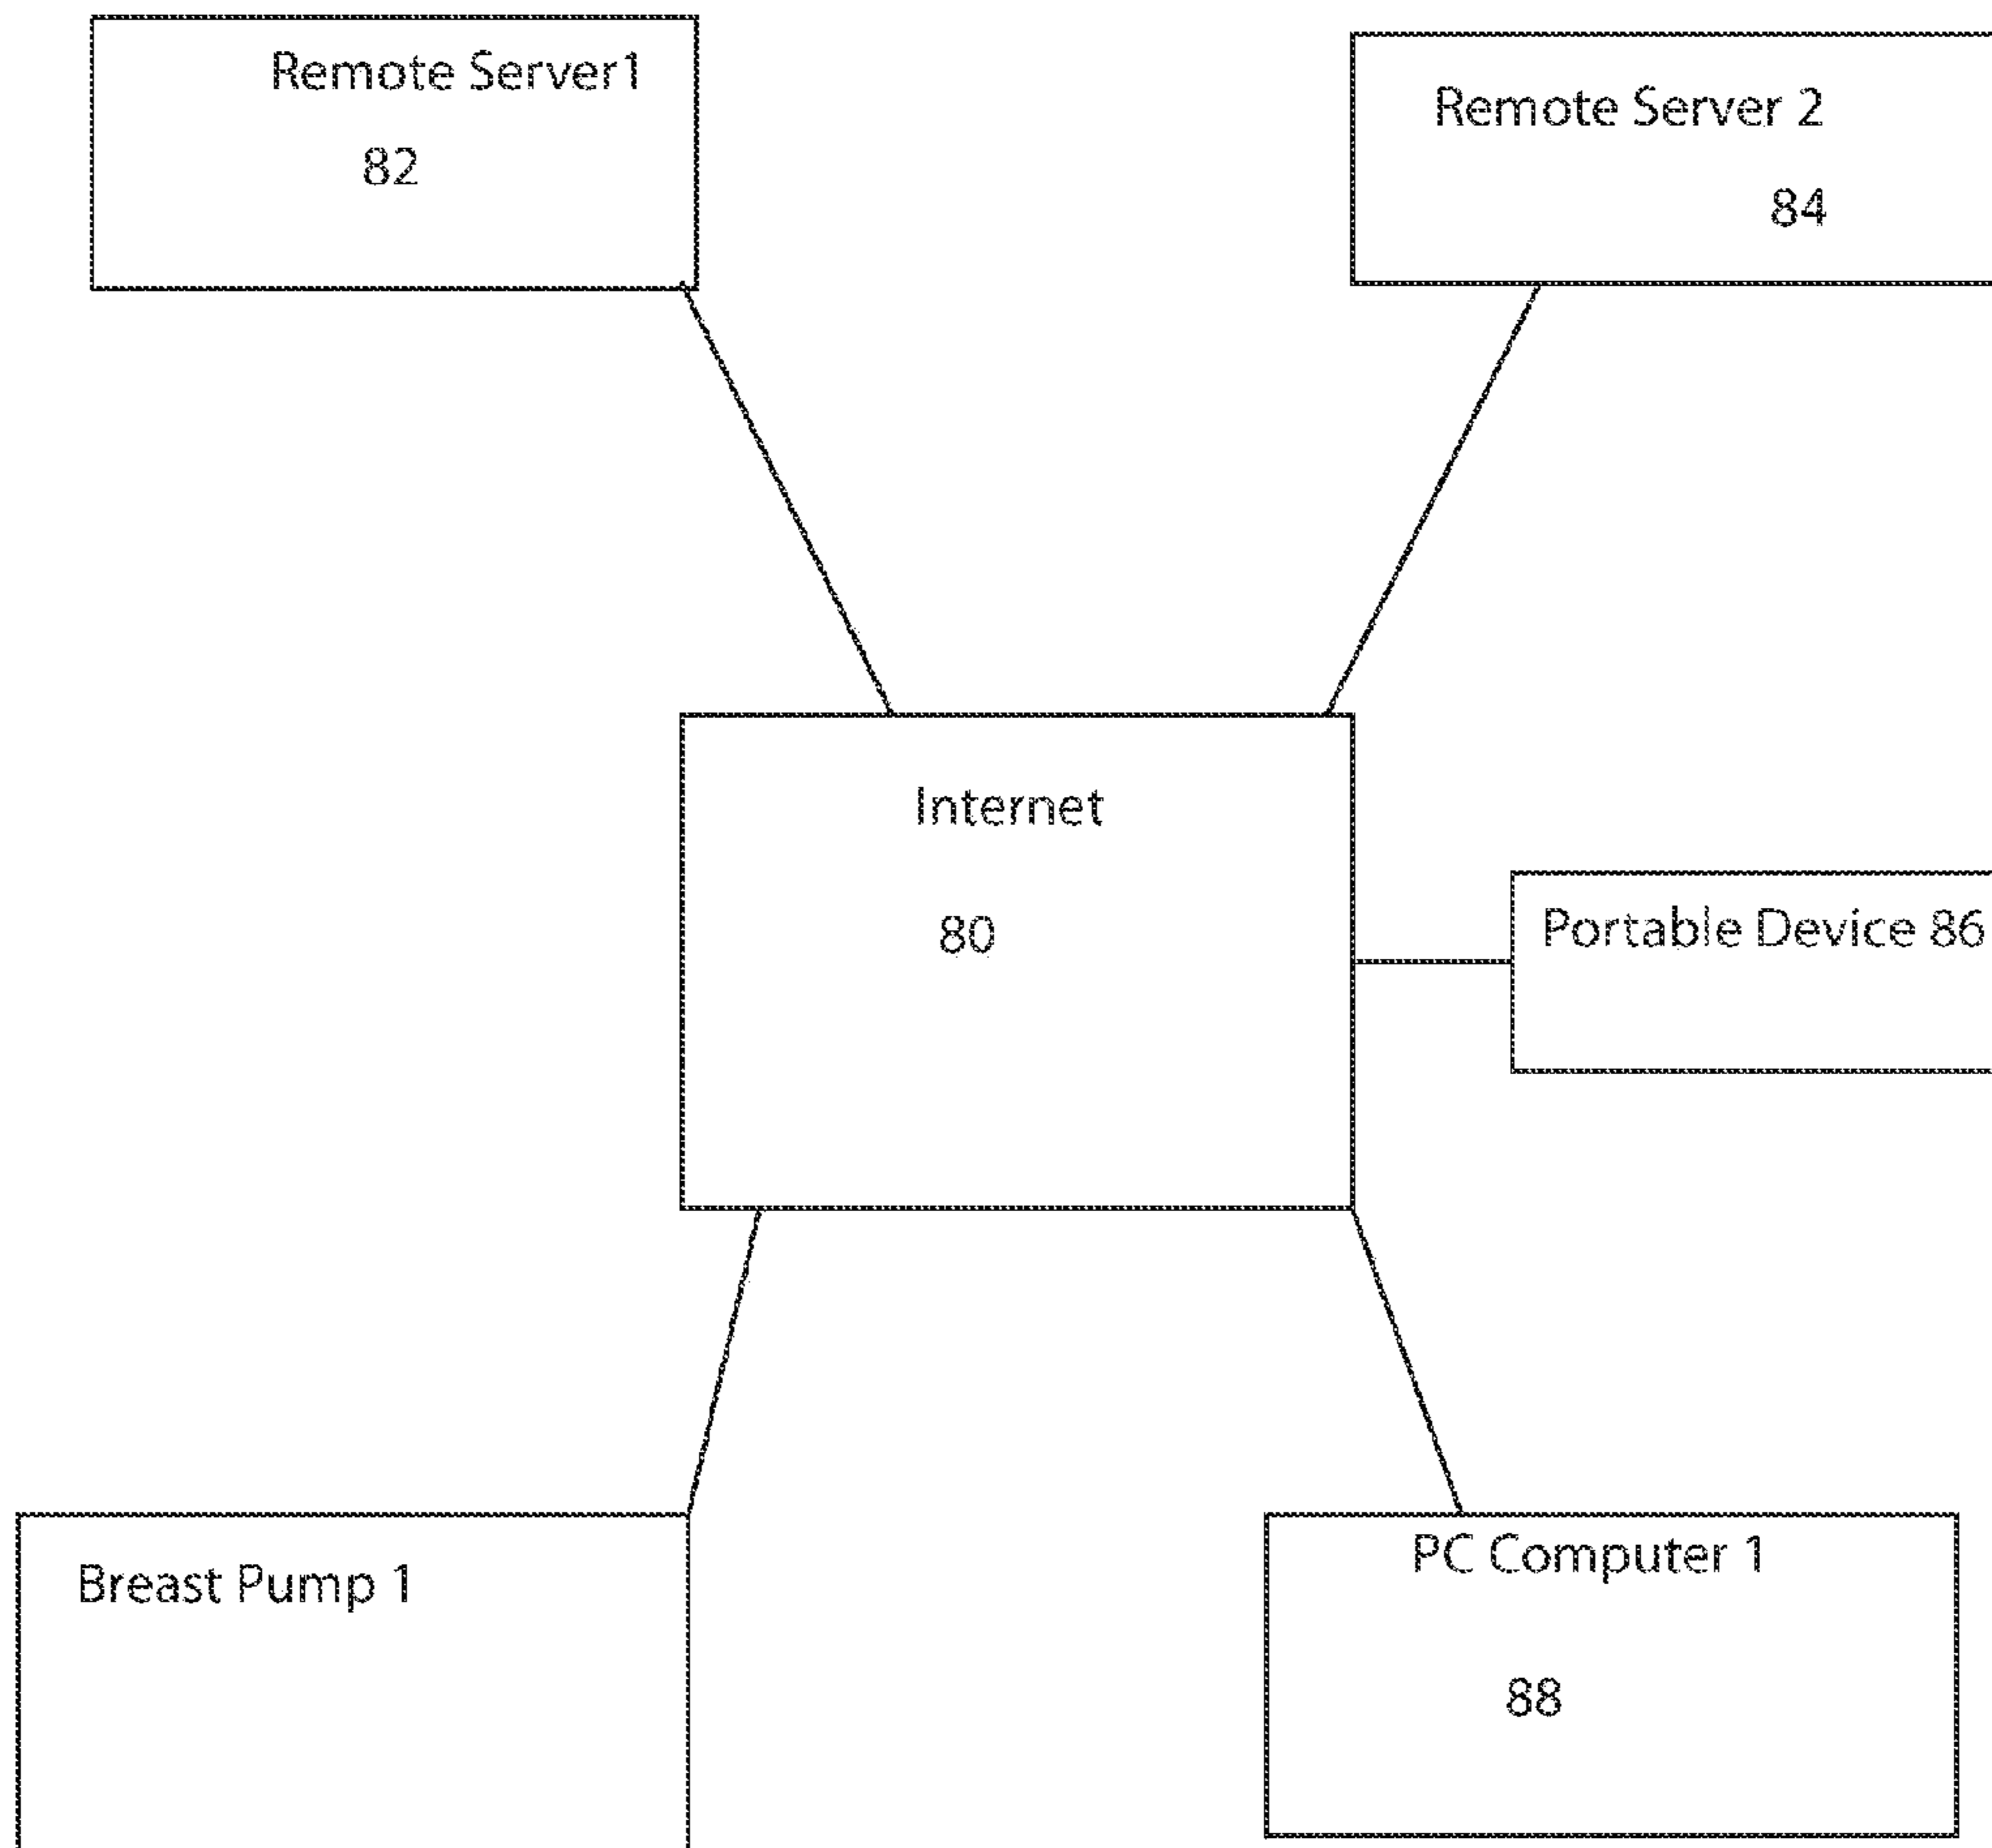 Remote Server1
82
Remote Server 2
84
Internet
80
Portable Device 86
Breast Pump 1
PC Computer 1
88